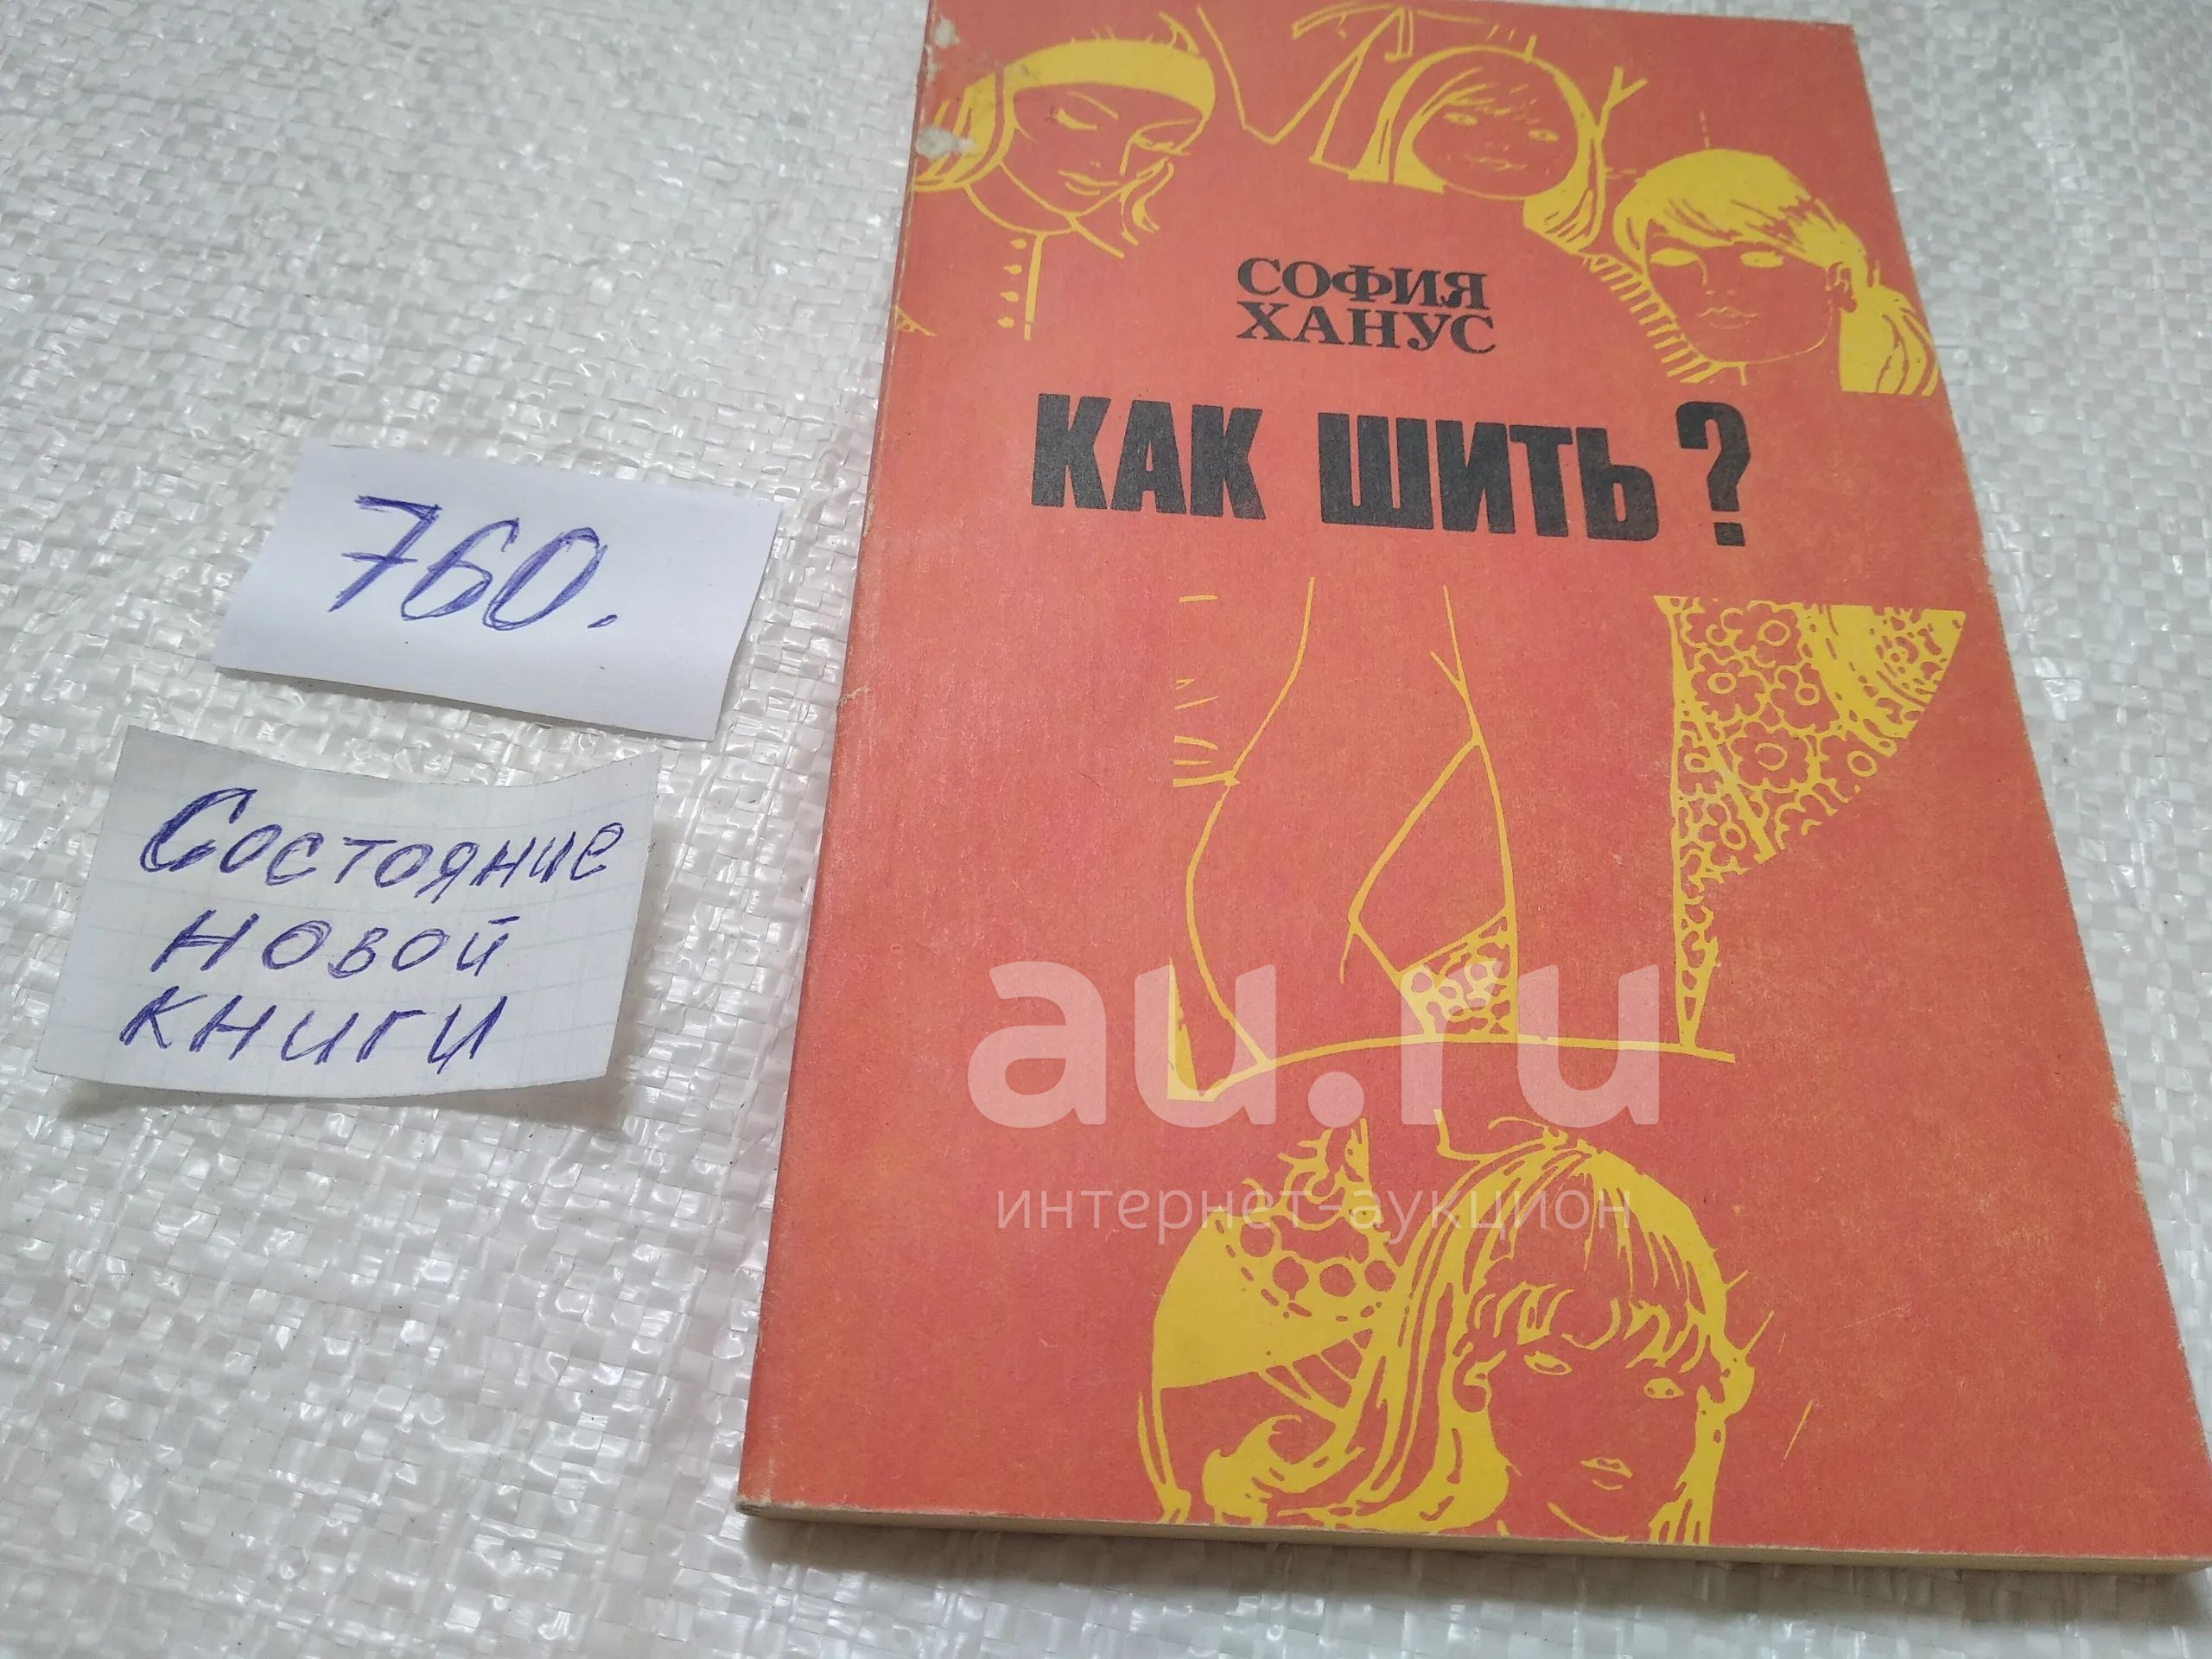 СОФИЯ
ХАНУС
КАК ШИТЬ?
760.
Состояние
новой
книги
au.ru
интернет-аукцион